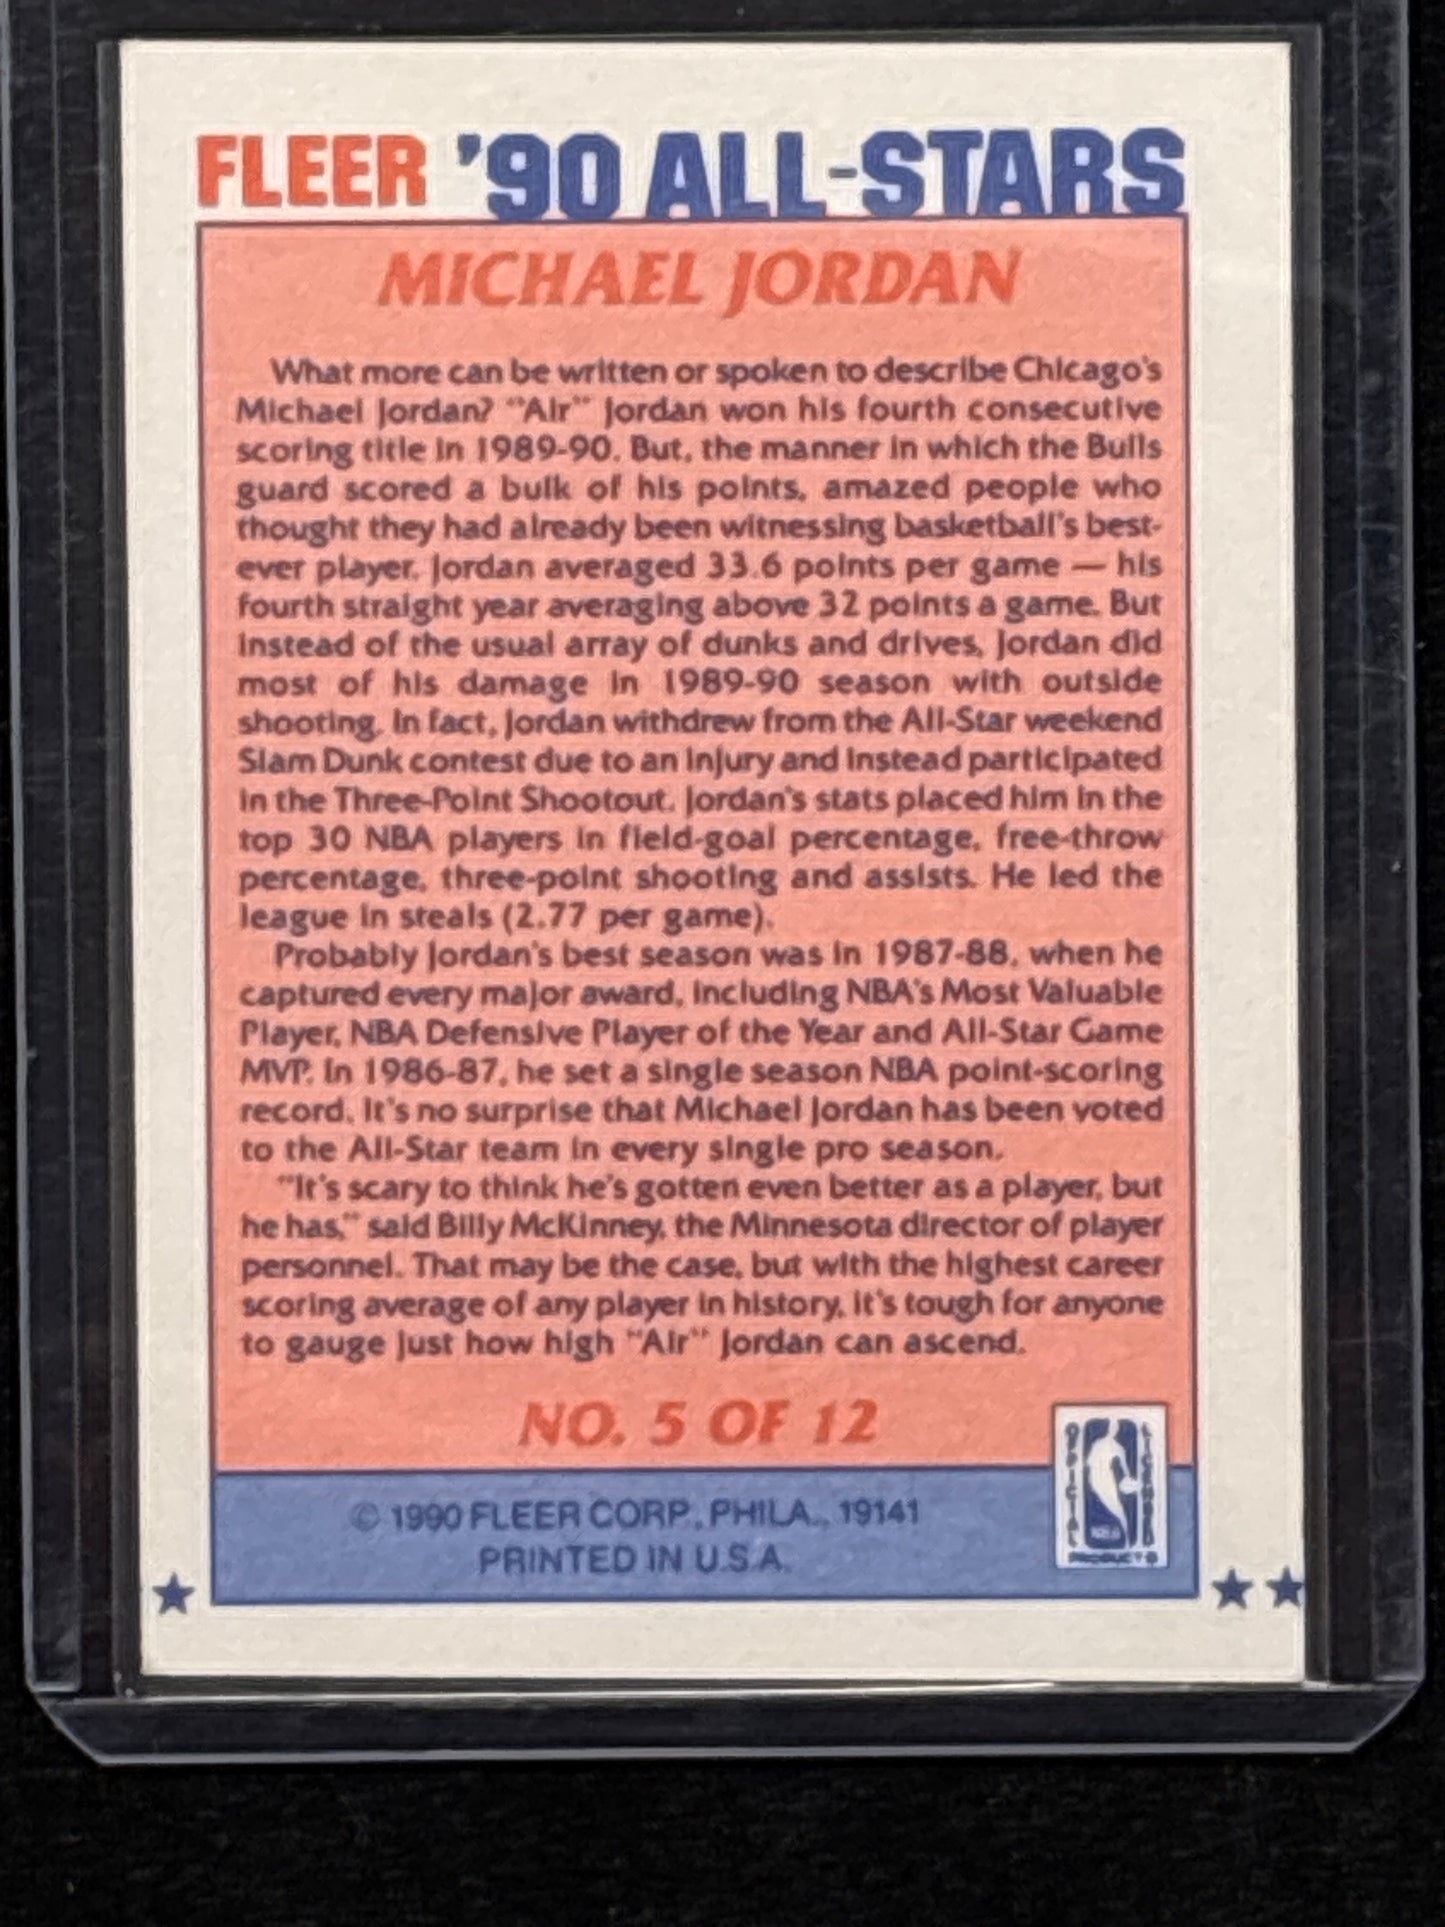 FLEER '90 ALL-STARS
MICHAEL JORDAN
What more can be written or spoken to describe Chicago's
Michael Jordan? "Air" Jordan won his fourth consecutive
scoring title in 1989-90. But, the manner in which the Bulls
guard scored a bulk of his points, amazed people who
thought they had already been witnessing basketball's best-
ever player. Jordan averaged 33.6 points per game — his
fourth straight year averaging above 32 points a game. But
instead of the usual array of dunks and drives, Jordan did
most of his damage in 1989-90 season with outside
shooting. In fact, Jordan withdrew from the All-Star weekend
Slam Dunk contest due to an injury and instead participated
in the Three-Point Shootout. Jordan's stats placed him in the
top 30 NBA players in field-goal percentage, free-throw
percentage, three-point shooting and assists. He led the
league in steals (2.77 per game).
Probably Jordan's best season was in 1987-88, when he
captured every major award, including NBA's Most Valuable
Player, NBA Defensive Player of the Year and All-Star Game
MVP. In 1986-87, he set a single season NBA point-scoring
record. It's no surprise that Michael Jordan has been voted
to the All-Star team in every single pro season.
"It's scary to think he's gotten even better as a player, but
he has," said Billy McKinney, the Minnesota director of player
personnel. That may be the case, but with the highest career
scoring average of any player in history, it's tough for anyone
to gauge just how high "Air" Jordan can ascend.
NO. 5 OF 12
© 1990 FLEER CORP., PHILA., 19141
PRINTED IN U.S.A.
OFFICIAL
LICENSED
NBA
PRODUCT